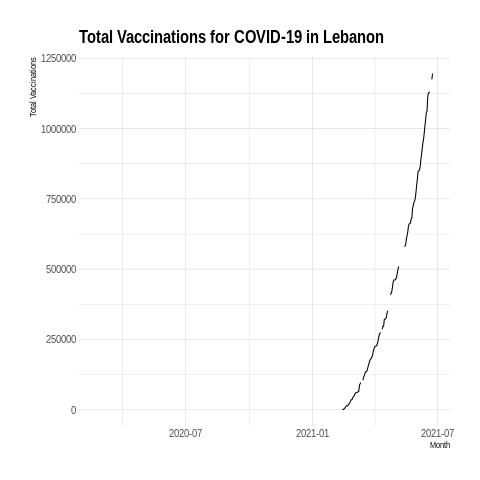 Total Vaccinations for COVID-19 in Lebanon
Total Vaccinations
1250000
1000000
750000
500000
250000
0
2020-07 2021-01 2021-07
Month